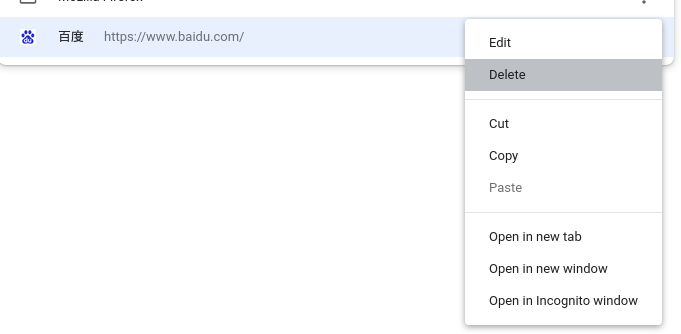 百度 https://www.baidu.com/
Edit
Delete
Cut
Copy
Paste
Open in new tab
Open in new window
Open in Incognito window